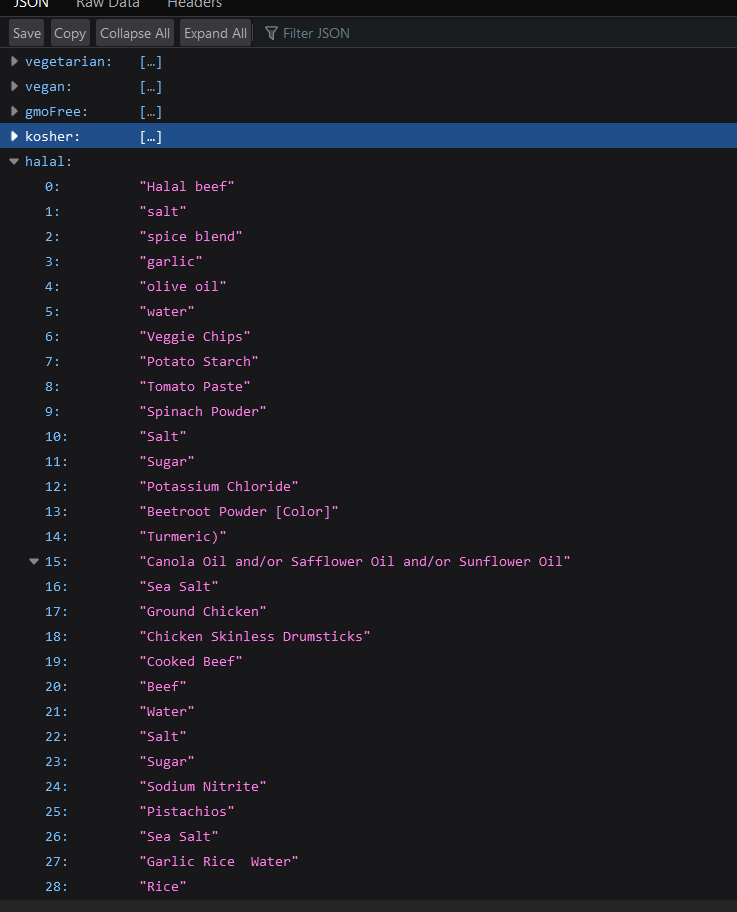 JSON Raw Data Headers
Save Copy Collapse All Expand All Filter JSON
vegetarian: […]
vegan: […]
gmoFree: […]
kosher: […]
halal:
0: "Halal beef"
1: "salt"
2: "spice blend"
3: "garlic"
4: "olive oil"
5: "water"
6: "Veggie Chips"
7: "Potato Starch"
8: "Tomato Paste"
9: "Spinach Powder"
10: "Salt"
11: "Sugar"
12: "Potassium Chloride"
13: "Beetroot Powder [Color]"
14: "Turmeric)"
15: "Canola Oil and/or Safflower Oil and/or Sunflower Oil"
16: "Sea Salt"
17: "Ground Chicken"
18: "Chicken Skinless Drumsticks"
19: "Cooked Beef"
20: "Beef"
21: "Water"
22: "Salt"
23: "Sugar"
24: "Sodium Nitrite"
25: "Pistachios"
26: "Sea Salt"
27: "Garlic Rice  Water"
28: "Rice"